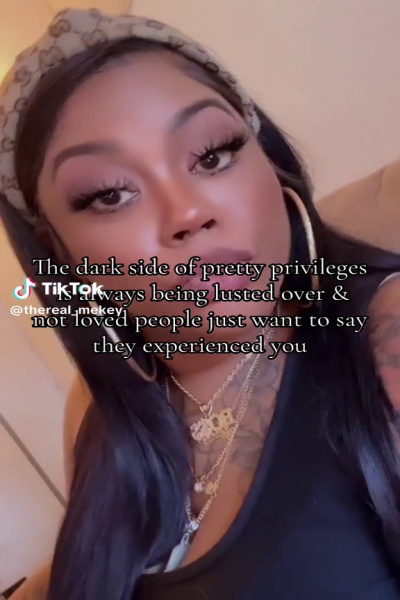 The dark side of pretty privileges
is always being lusted over &
not loved people just want to say
they experienced you
TikTok
@thereal_mekeyj